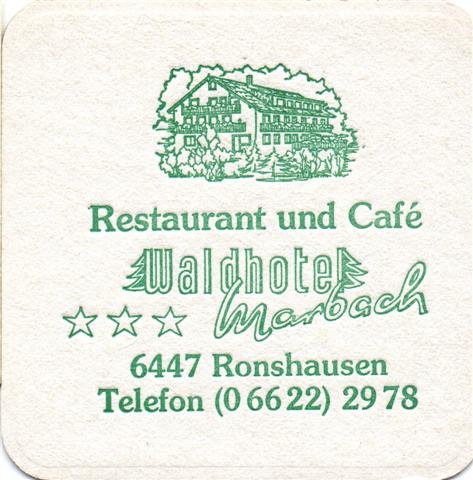 Restaurant und Café
Waldhotel
Marbach
6447 Ronshausen
Telefon (0 66 22) 29 78